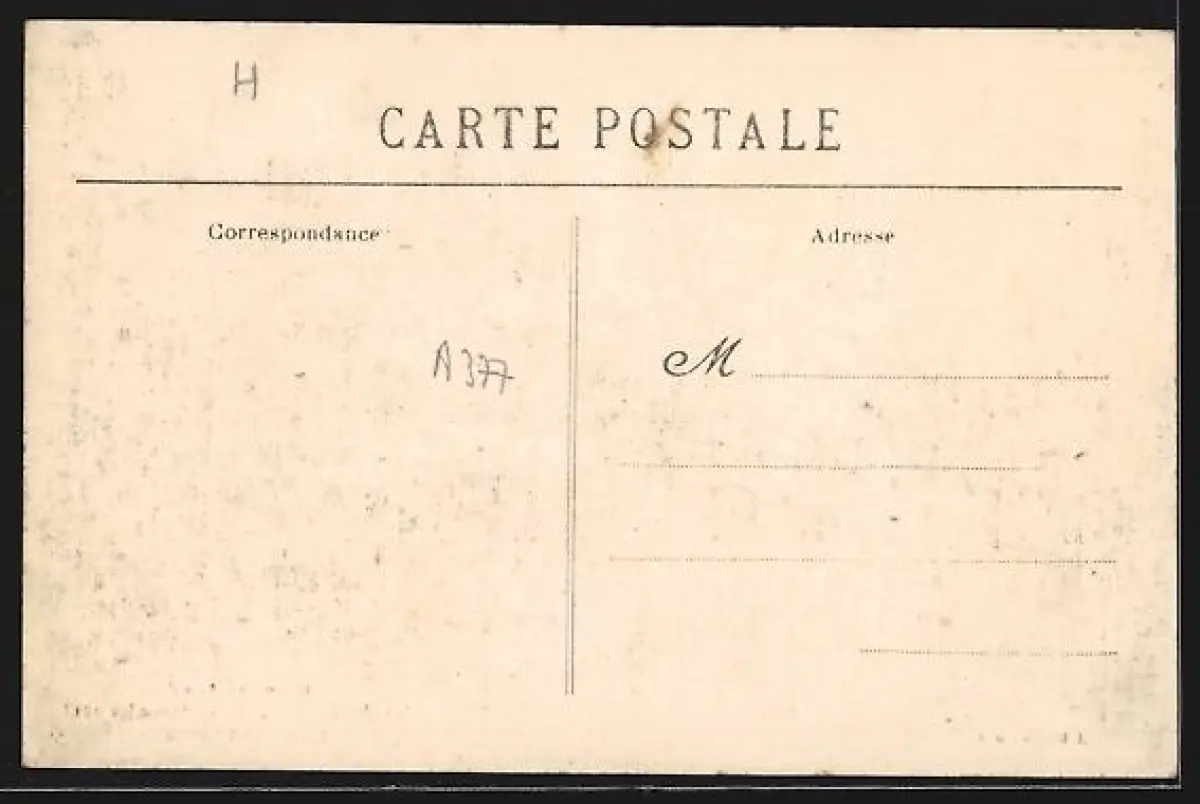 H
CARTE POSTALE
Correspondance
Adresse
A377
M